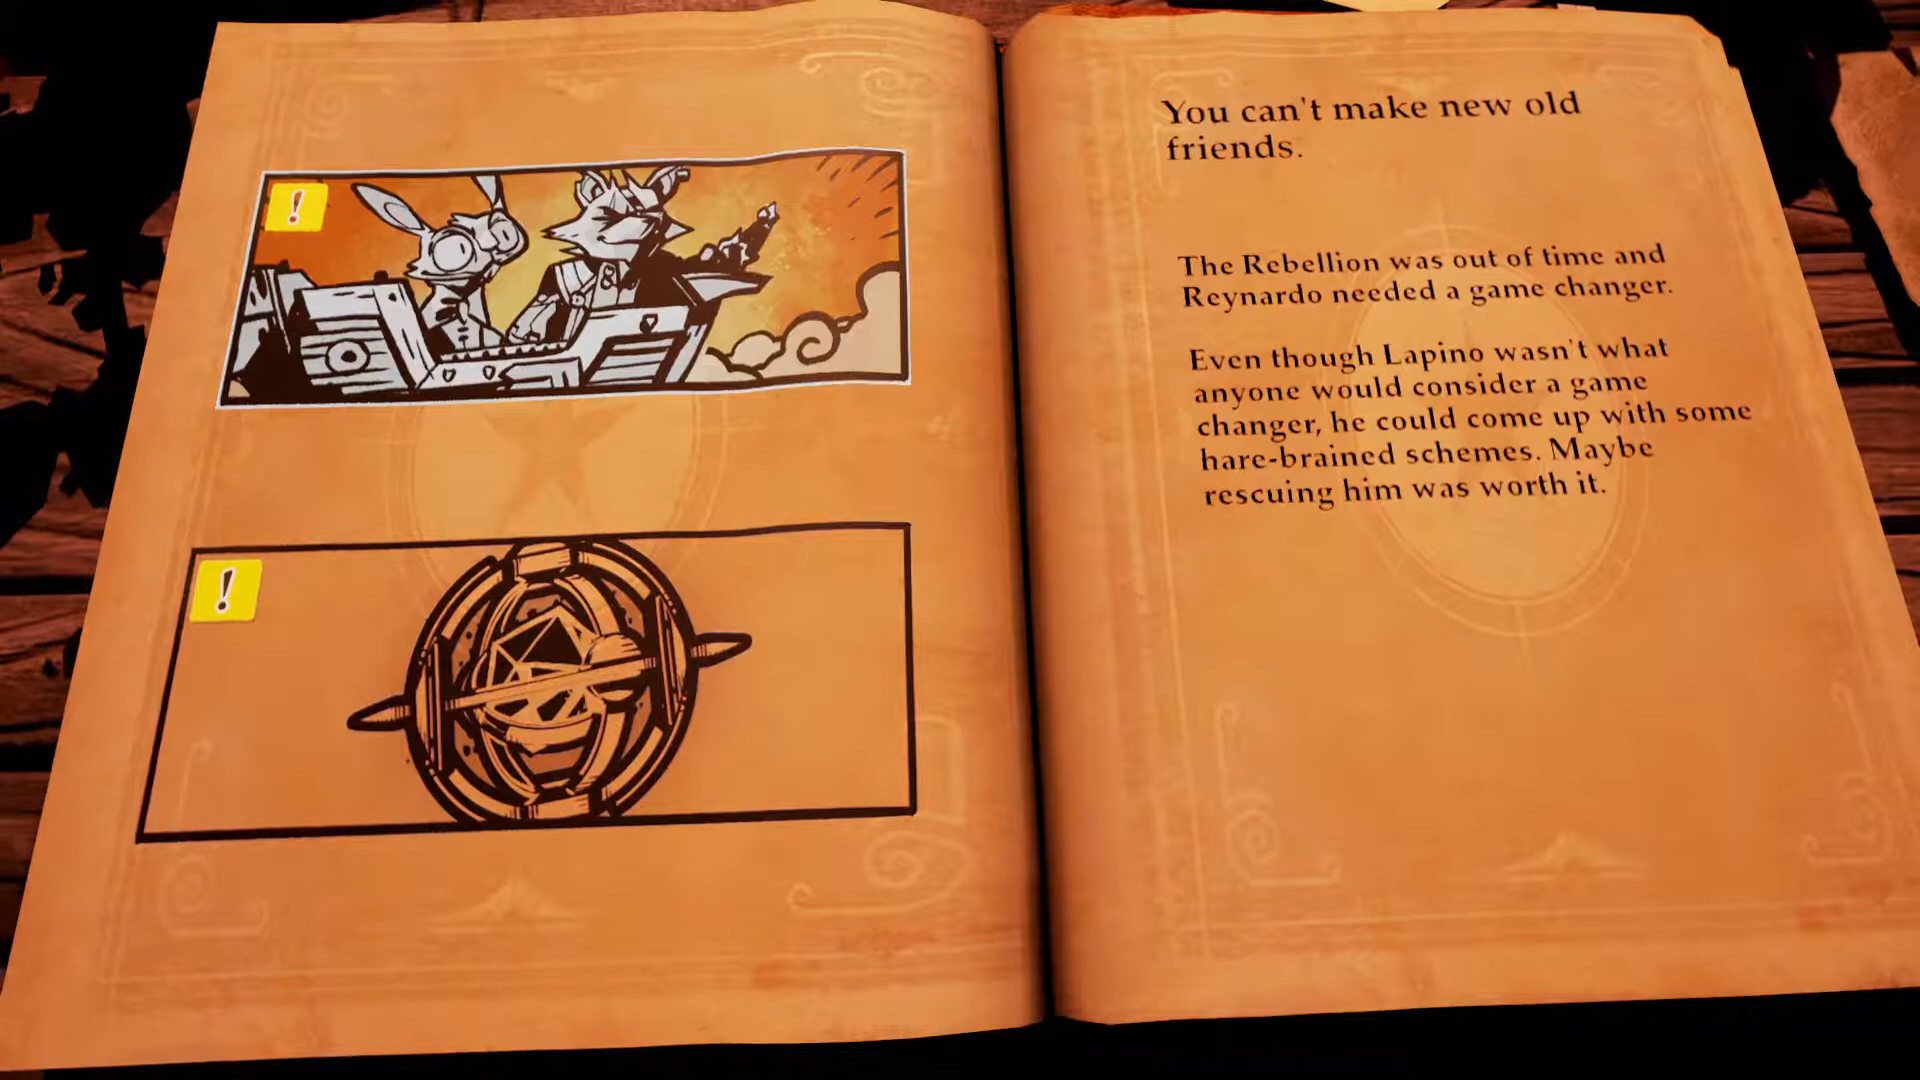 !
!
You can't make new old
friends.
The Rebellion was out of time and
Reynardo needed a game changer.
Even though Lapino wasn't what
anyone would consider a game
changer, he could come up with some
hare-brained schemes. Maybe
rescuing him was worth it.